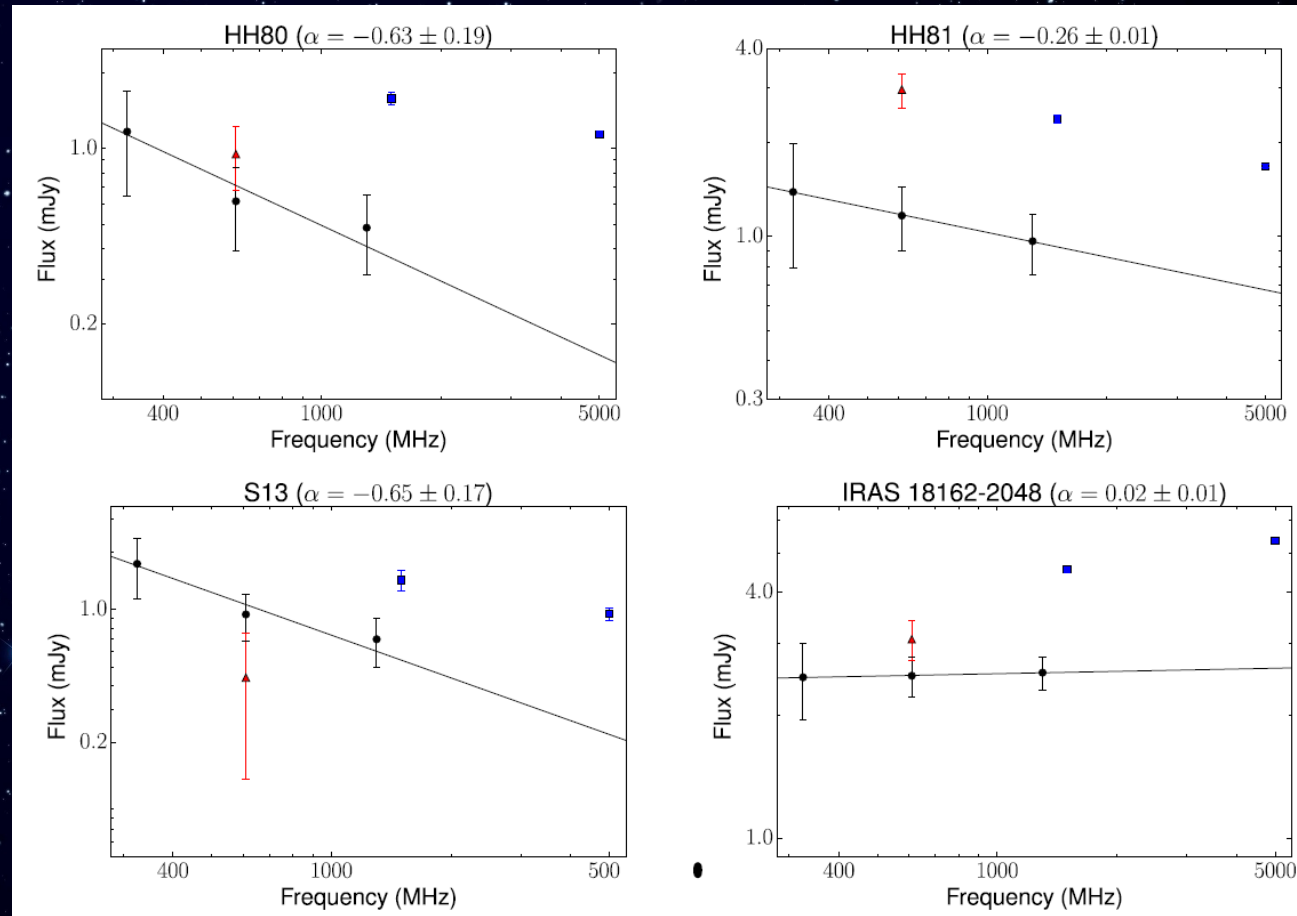 HH80 (α = −0.63 ± 0.19)
1.0
0.2
Flux (mJy)
400 1000 5000
Frequency (MHz)
HH81 (α = −0.26 ± 0.01)
4.0
1.0
0.3
Flux (mJy)
400 1000 5000
Frequency (MHz)
S13 (α = −0.65 ± 0.17)
1.0
0.2
Flux (mJy)
400 1000 500
Frequency (MHz)
IRAS 18162-2048 (α = 0.02 ± 0.01)
4.0
1.0
Flux (mJy)
400 1000 5000
Frequency (MHz)